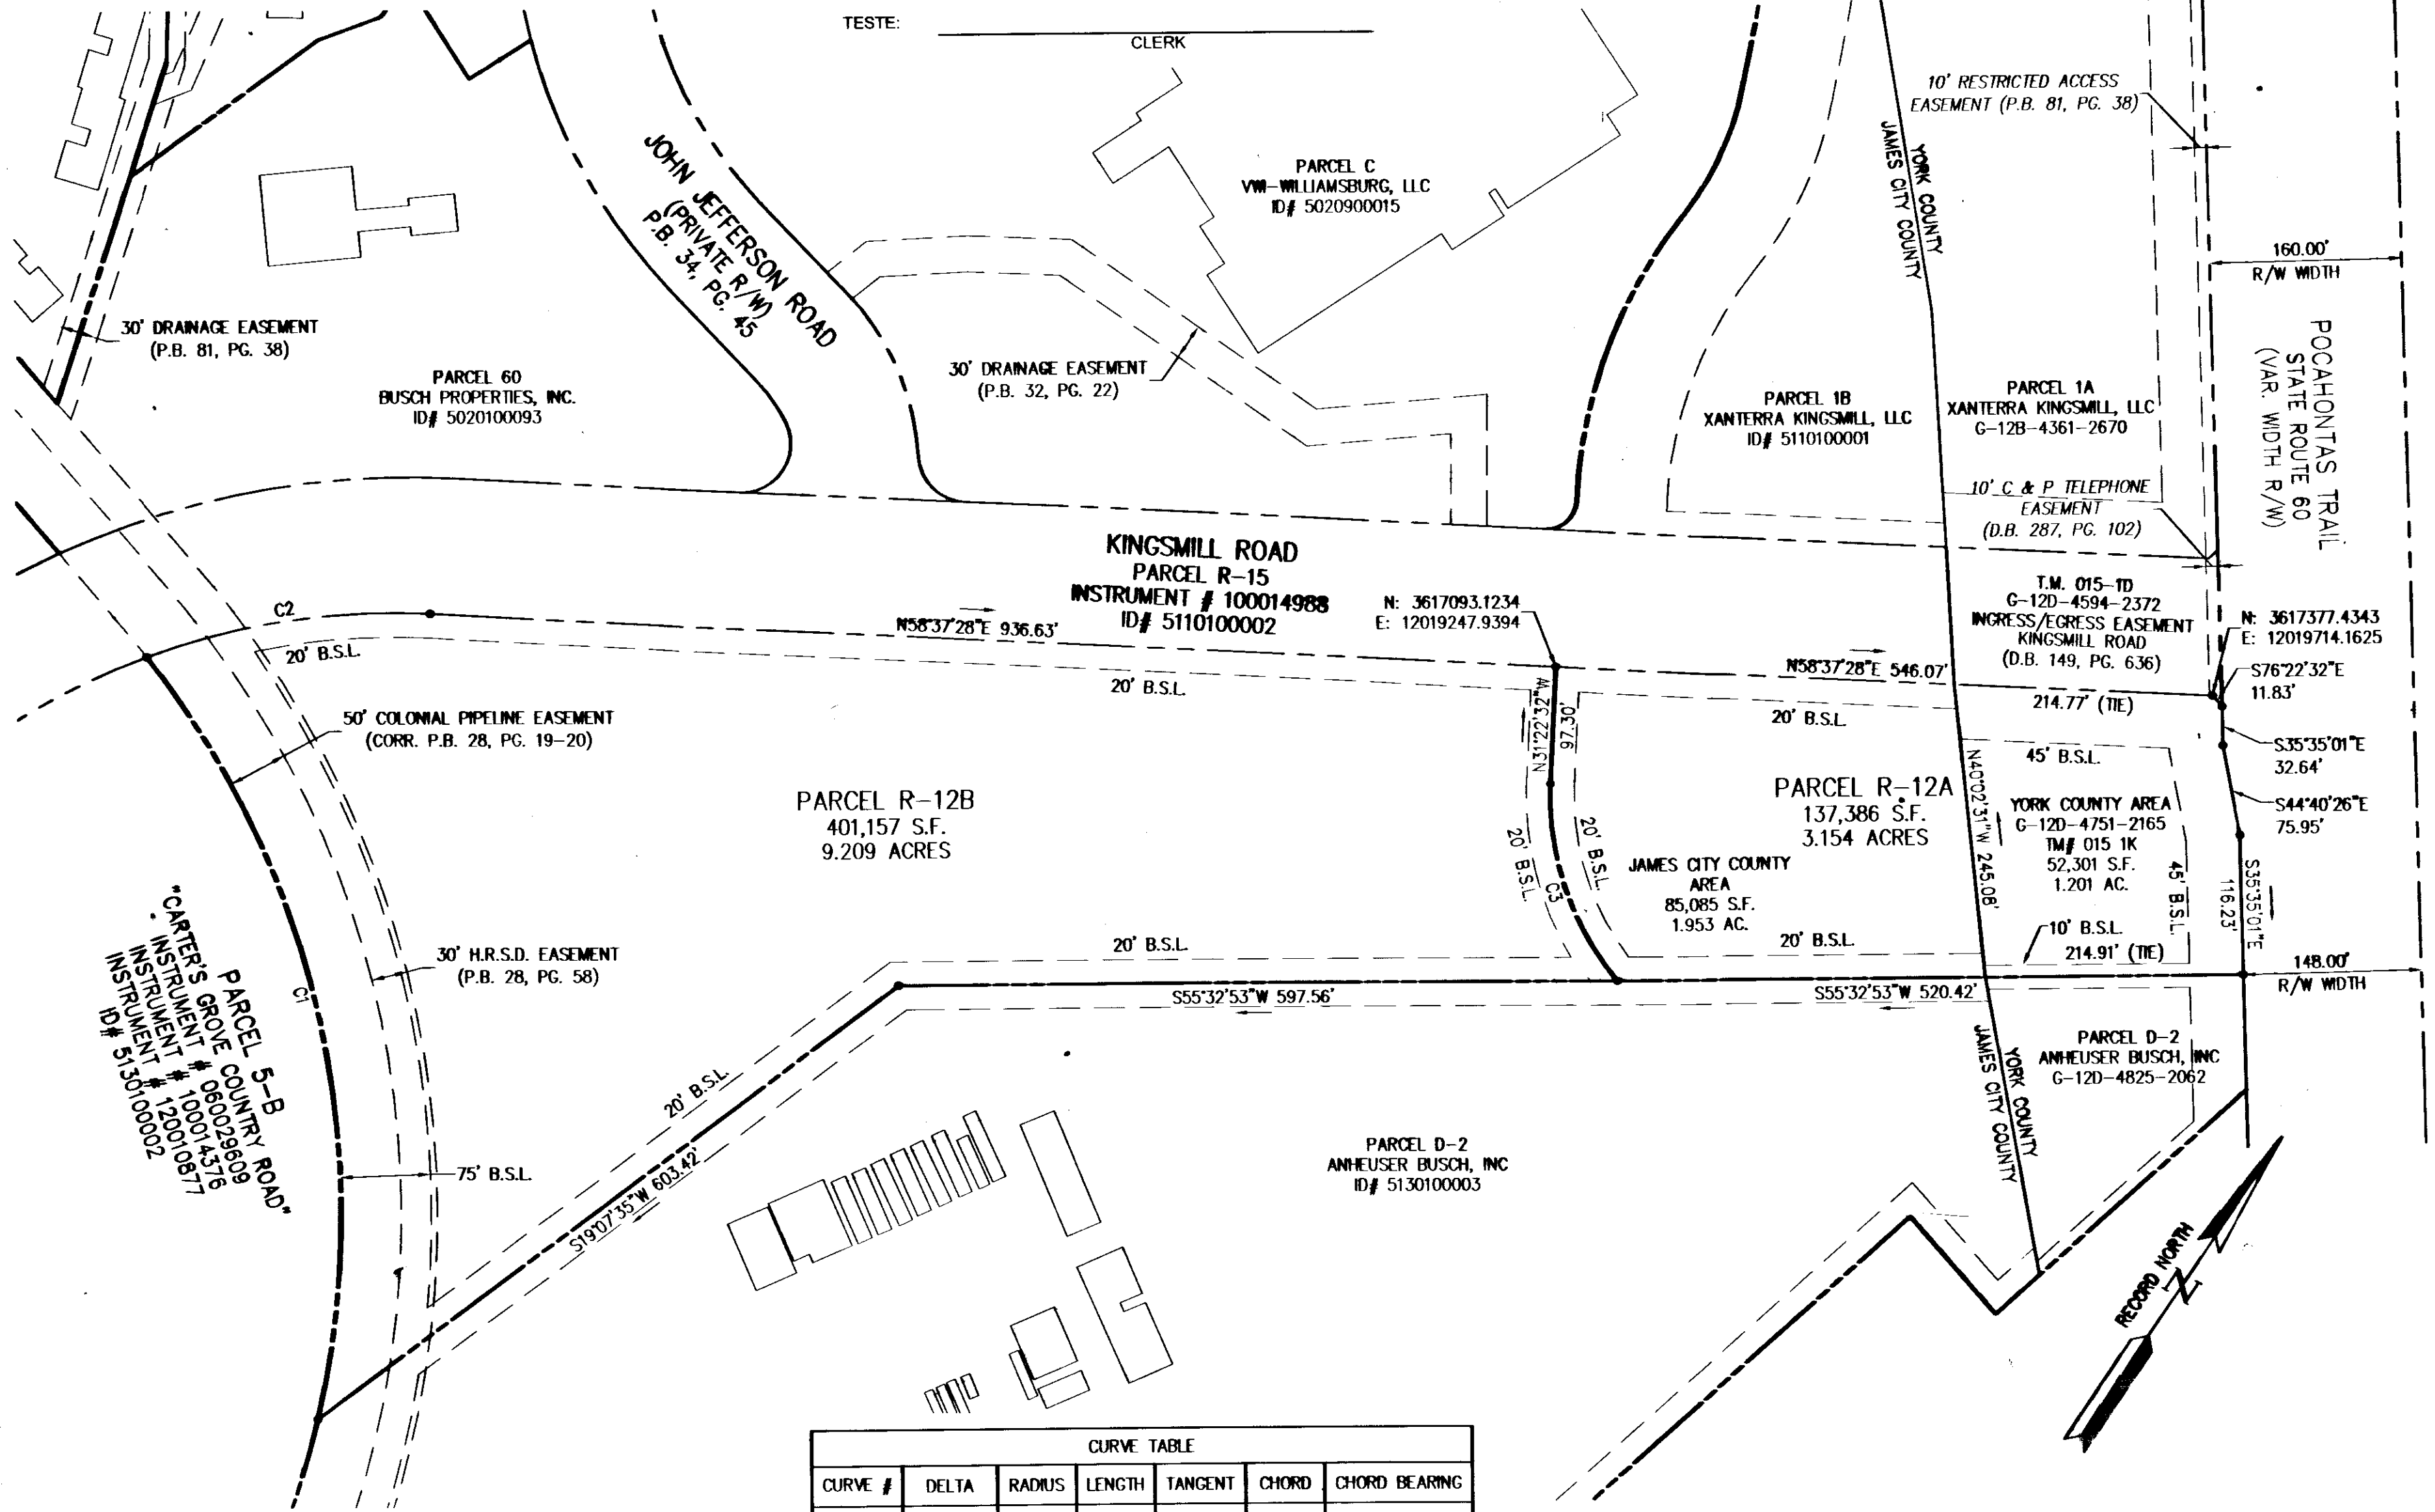 TESTE:
CLERK
10' RESTRICTED ACCESS
EASEMENT (P.B. 81, PG. 38)
PARCEL C
VWI-WILLIAMSBURG, LLC
ID# 5020900015
YORK COUNTY
JAMES CITY COUNTY
JOHN JEFFERSON ROAD
(PRIVATE R/W)
P.B. 34, PG. 45
160.00'
R/W WIDTH
POCAHONTAS TRAIL
STATE ROUTE 60
(VAR. WIDTH R/W)
30' DRAINAGE EASEMENT
(P.B. 81, PG. 38)
PARCEL 60
BUSCH PROPERTIES, INC.
ID# 5020100093
30' DRAINAGE EASEMENT
(P.B. 32, PG. 22)
PARCEL 1B
XANTERRA KINGSMILL, LLC
ID# 5110100001
PARCEL 1A
XANTERRA KINGSMILL, LLC
G-12B-4361-2670
10' C & P TELEPHONE
EASEMENT
(D.B. 287, PG. 102)
KINGSMILL ROAD
PARCEL R-15
INSTRUMENT # 100014988
ID# 5110100002
N: 3617093.1234
E: 12019247.9394
T.M. 015-1D
G-12D-4594-2372
INGRESS/EGRESS EASEMENT
KINGSMILL ROAD
(D.B. 149, PG. 636)
N: 3617377.4343
E: 12019714.1625
S76°22'32"E
11.83'
C2
N58°37'28"E 936.63'
N58°37'28"E 546.07'
214.77' (TIE)
20' B.S.L.
20' B.S.L.
20' B.S.L.
50' COLONIAL PIPELINE EASEMENT
(CORR. P.B. 28, PG. 19-20)
N31°22'32"W
97.30'
S35°35'01"E
32.64'
45' B.S.L.
PARCEL R-12B
401,157 S.F.
9.209 ACRES
PARCEL R-12A
137,386 S.F.
3.154 ACRES
N40°02'31"W 245.08'
YORK COUNTY AREA
G-12D-4751-2165
TM# 015 1K
52,301 S.F.
1.201 AC.
S44°40'26"E
75.95'
20' B.S.L.
20' B.S.L.
C3
JAMES CITY COUNTY
AREA
85,085 S.F.
1.953 AC.
45' B.S.L.
S35°35'01"E
116.23'
PARCEL 5-B
"CARTER'S GROVE COUNTRY ROAD"
INSTRUMENT # 060029609
INSTRUMENT # 100014376
INSTRUMENT # 120010877
ID# 5130100002
C1
30' H.R.S.D. EASEMENT
(P.B. 28, PG. 58)
20' B.S.L.
20' B.S.L.
10' B.S.L.
214.91' (TIE)
148.00'
R/W WIDTH
S55°32'53"W 597.56'
S55°32'53"W 520.42'
YORK COUNTY
JAMES CITY COUNTY
PARCEL D-2
ANHEUSER BUSCH, INC
G-12D-4825-2062
20' B.S.L.
S19°07'35"W 603.42'
75' B.S.L.
PARCEL D-2
ANHEUSER BUSCH, INC
ID# 5130100003
RECORD NORTH
N
CURVE TABLE
CURVE # DELTA RADIUS LENGTH TANGENT CHORD CHORD BEARING